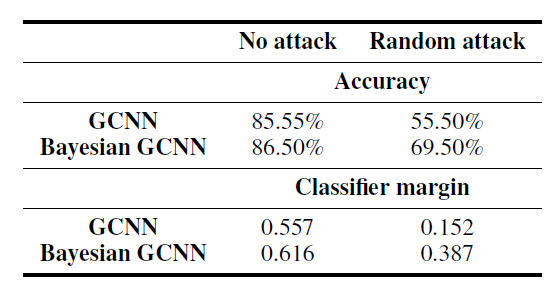 No attack Random attack
Accuracy
GCNN 85.55% 55.50%
Bayesian GCNN 86.50% 69.50%
Classifier margin
GCNN 0.557 0.152
Bayesian GCNN 0.616 0.387